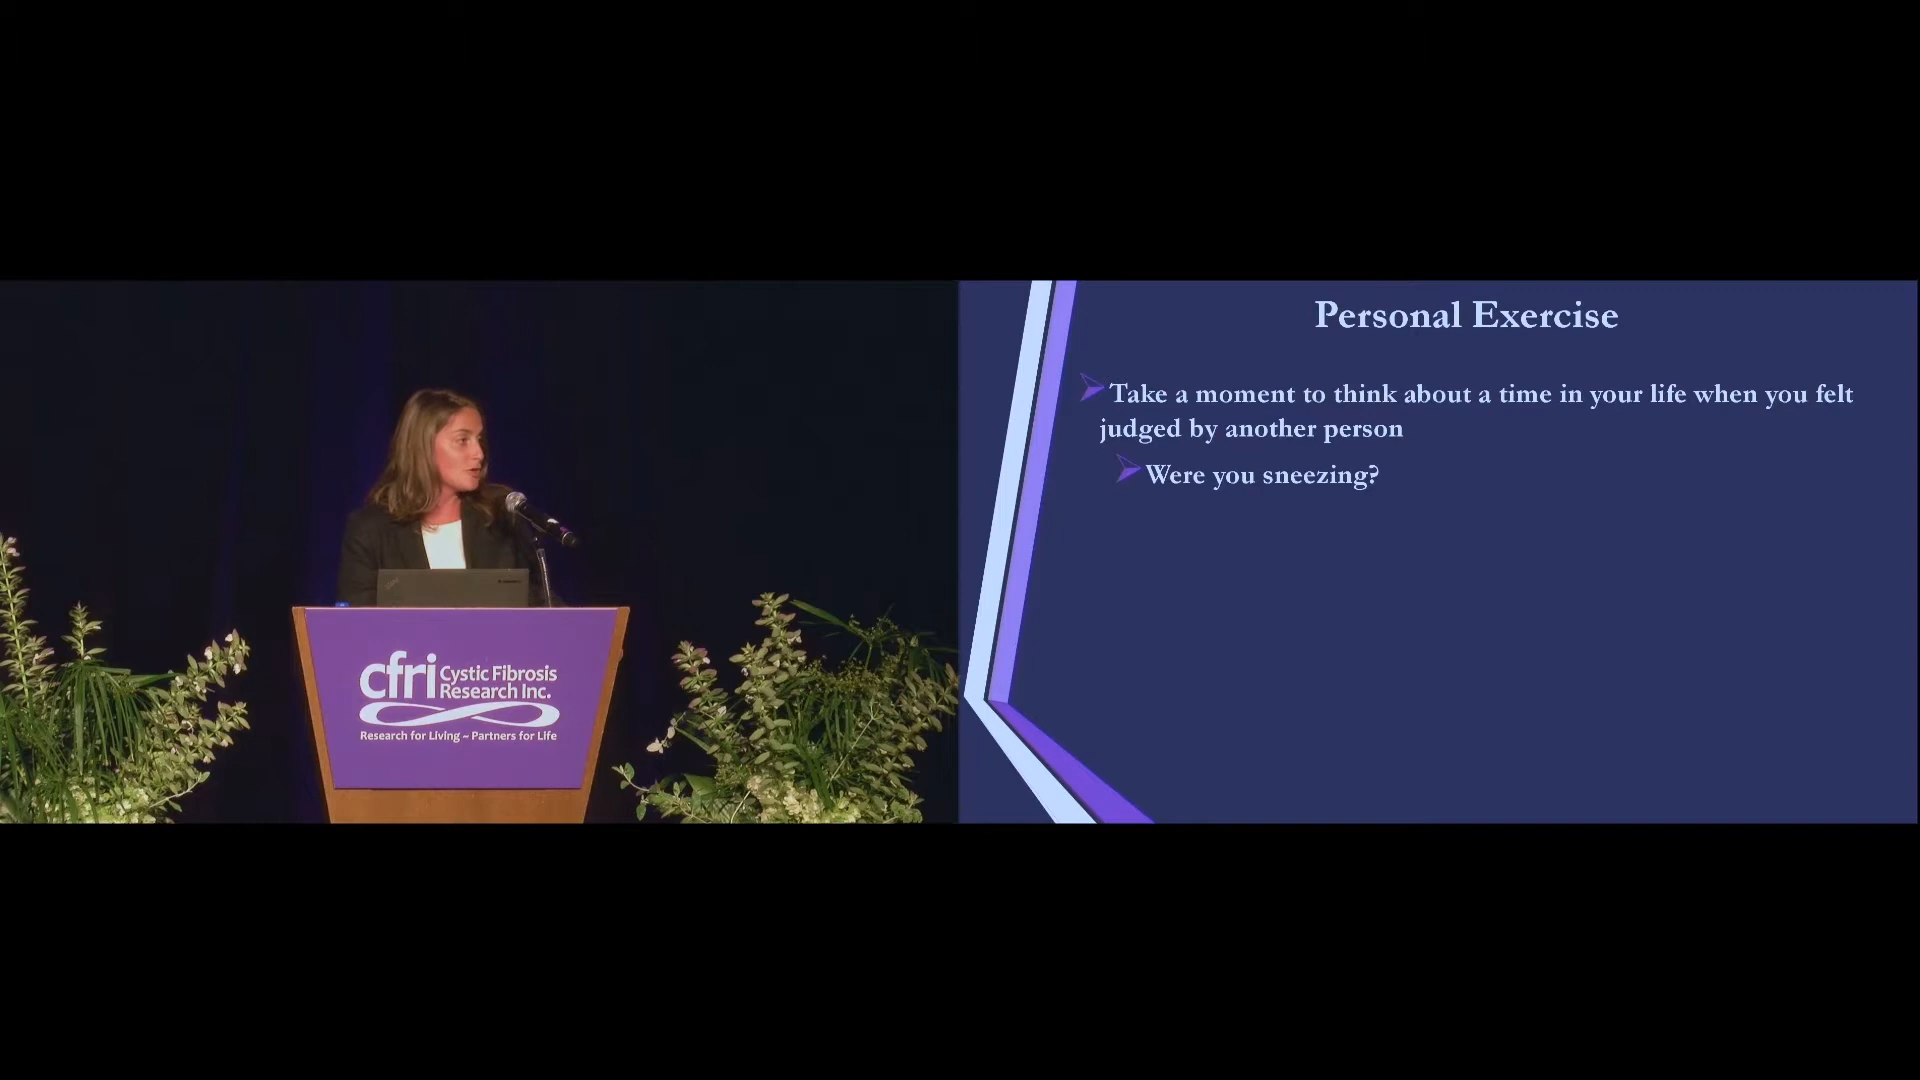 cfri Cystic Fibrosis
Research Inc.
Research for Living ~ Partners for Life
Personal Exercise
Take a moment to think about a time in your life when you felt
judged by another person
Were you sneezing?